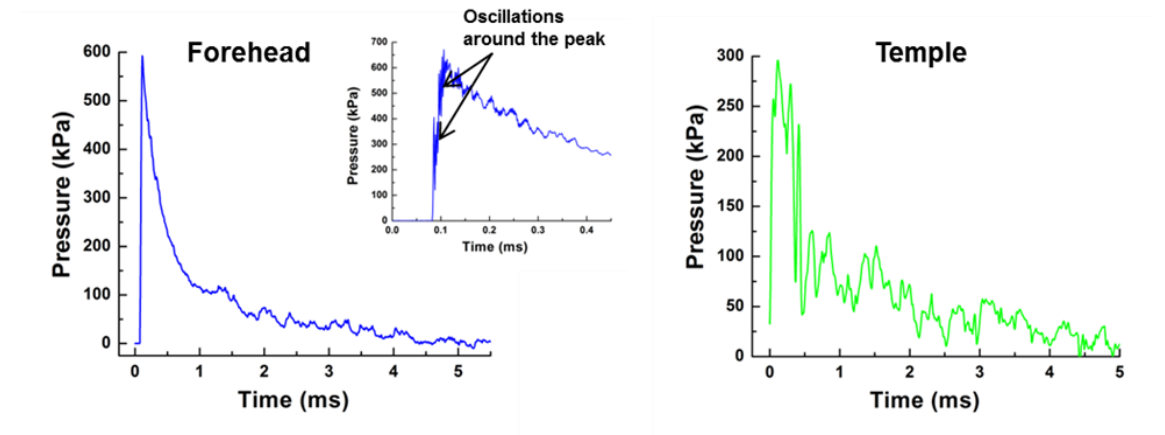 Forehead
Pressure (kPa)
600
500
400
300
200
100
0
0 1 2 3 4 5
Time (ms)
Oscillations
around the peak
Pressure (kPa)
700
600
500
400
300
200
100
0
0.0 0.1 0.2 0.3 0.4
Time (ms)
Temple
Pressure (kPa)
300
250
200
150
100
50
0
0 1 2 3 4 5
Time (ms)